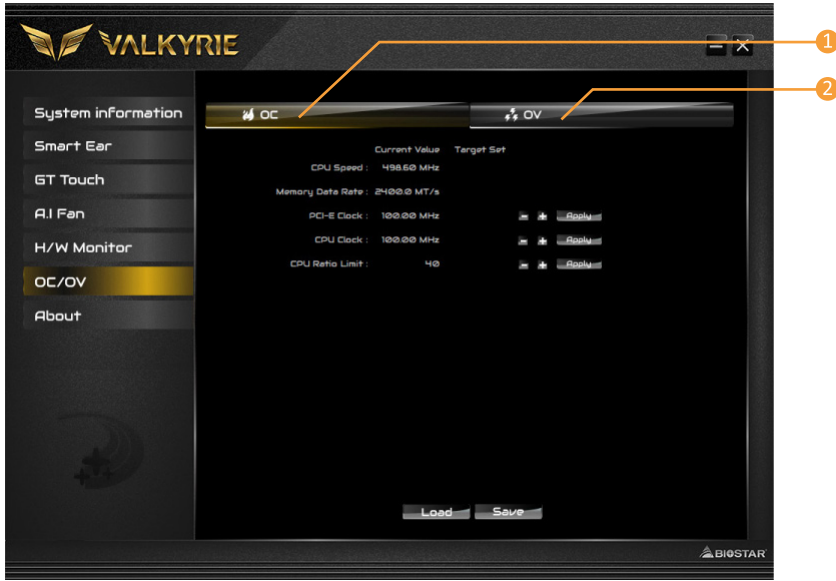 VALKYRIE
1
2
System information
Smart Ear
GT Touch
A.I Fan
H/W Monitor
OC/OV
About
OC
OV
Current Value Target Set
CPU Speed : 498.60 MHz
Memory Data Rate : 2400.0 MT/s
PCI-E Clock : 100.00 MHz - + Apply
CPU Clock : 100.00 MHz - + Apply
CPU Ratio Limit : 40 - + Apply
Load Save
BIOSTAR